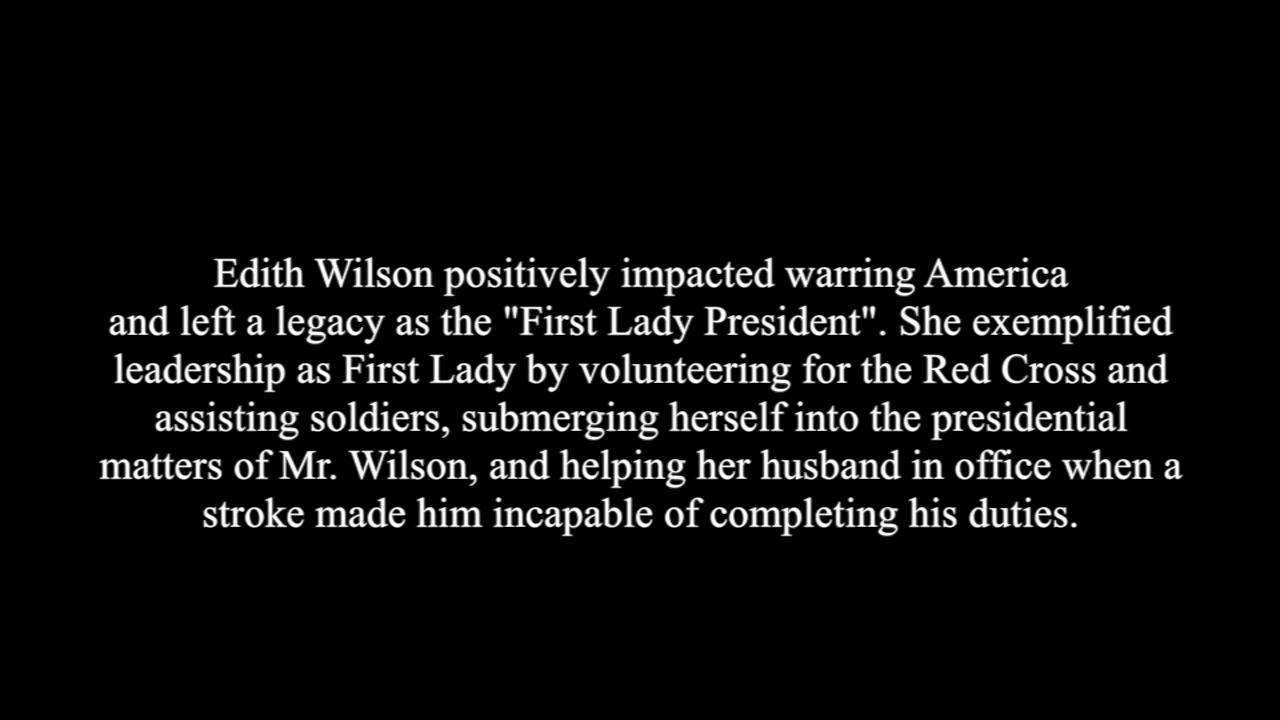 Edith Wilson positively impacted warring America
and left a legacy as the "First Lady President". She exemplified
leadership as First Lady by volunteering for the Red Cross and
assisting soldiers, submerging herself into the presidential
matters of Mr. Wilson, and helping her husband in office when a
stroke made him incapable of completing his duties.